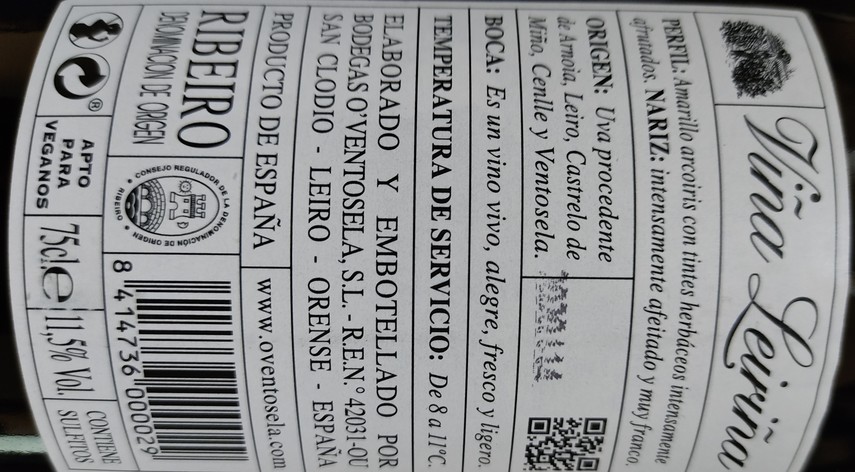 Viña Leiriña
PERFIL: Amarillo arcoiris con tintes herbáceos intensamente
afrutados. NARIZ: intensamente afeitado y muy franco
ORIGEN: Uva procedente
de Arnoia, Leiro, Castrelo de
Miño, Cenlle y Ventosela.
BOCA: Es un vino vivo, alegre, fresco y ligero.
TEMPERATURA DE SERVICIO: De 8 a 11°C.
ELABORADO Y EMBOTELLADO POR
BODEGAS O'VENTOSELA, S.L. - R.E.N.° 42031-OU
SAN CLODIO - LEIRO - ORENSE - ESPAÑA
PRODUCTO DE ESPAÑA
www.oventosela.com
RIBEIRO
DENOMINACION DE ORIGEN
CONSEJO REGULADOR DE LA DENOMINACIÓN DE ORIGEN
RIBEIRO
8 414736 000029
®
APTO
PARA
VEGANOS
75cl e
11,5% Vol.
CONTIENE
SULFITOS